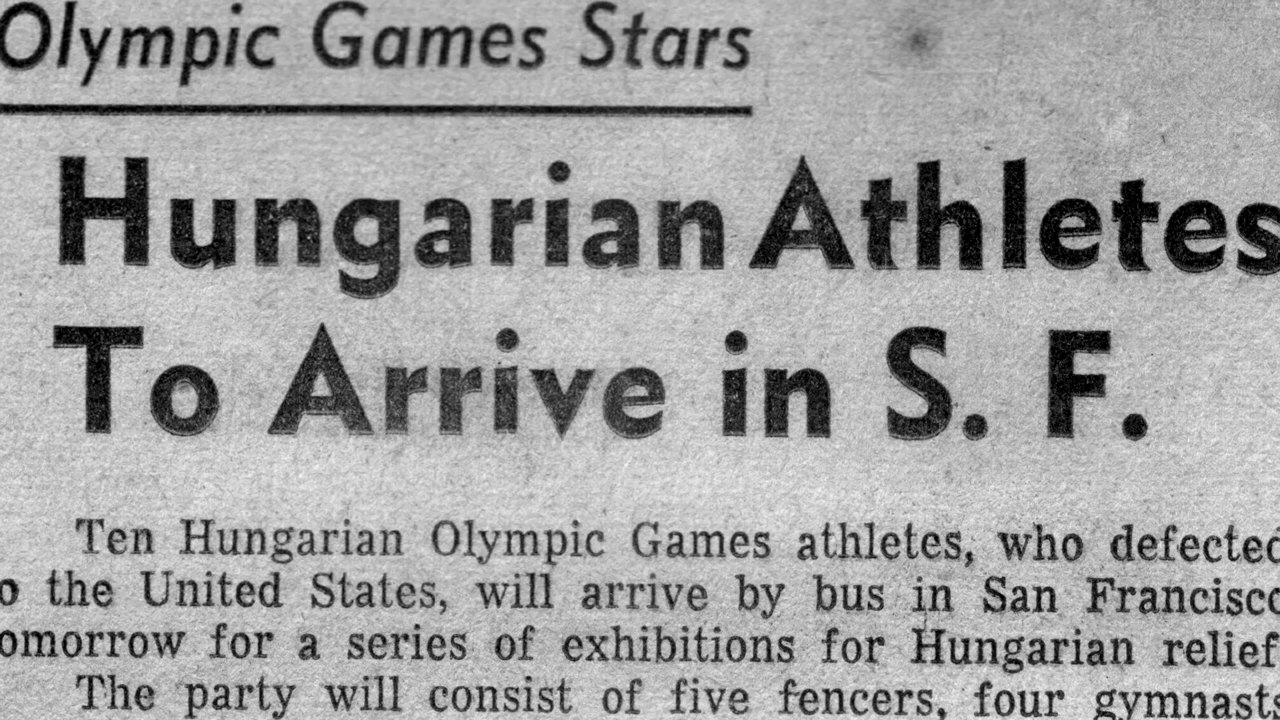 Olympic Games Stars
Hungarian Athletes
To Arrive in S. F.
Ten Hungarian Olympic Games athletes, who defected
o the United States, will arrive by bus in San Francisco
omorrow for a series of exhibitions for Hungarian relief
The party will consist of five fencers, four gymnasts